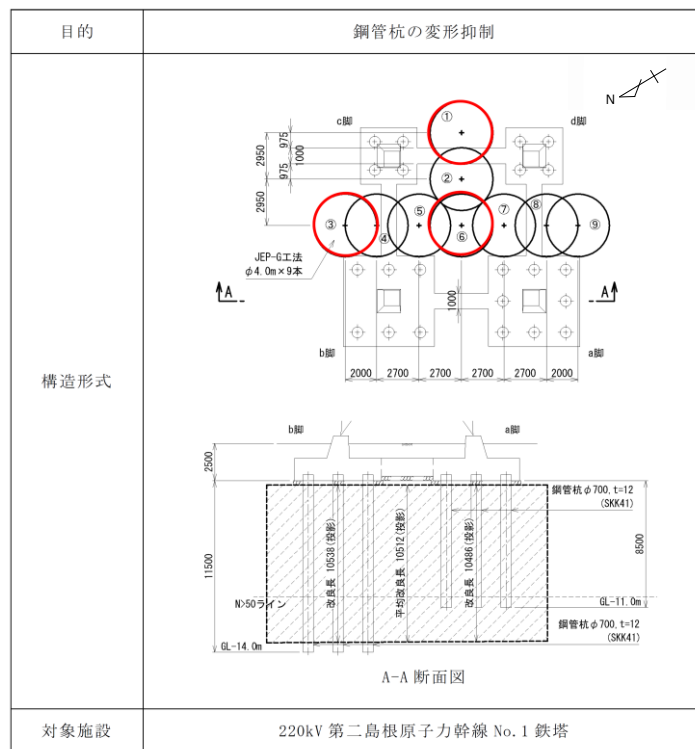 目的
鋼管杭の変形抑制
構造形式
N
c脚
d脚
①
②
③
④
⑤
⑥
⑦
⑧
⑨
2950
2950
975
1000
975
JEP-G工法
φ4.0m×9本
A
A
1000
b脚
a脚
2000
2700
2700
2700
2700
2000
b脚
a脚
2500
11500
鋼管杭φ700, t=12
(SKK41)
改良長 10538(投影)
平均改良長 10512(投影)
改良長 10486(投影)
8500
N>50ライン
GL-11.0m
鋼管杭φ700, t=12
(SKK41)
GL-14.0m
A-A 断面図
対象施設
220kV 第二島根原子力幹線 No.1 鉄塔